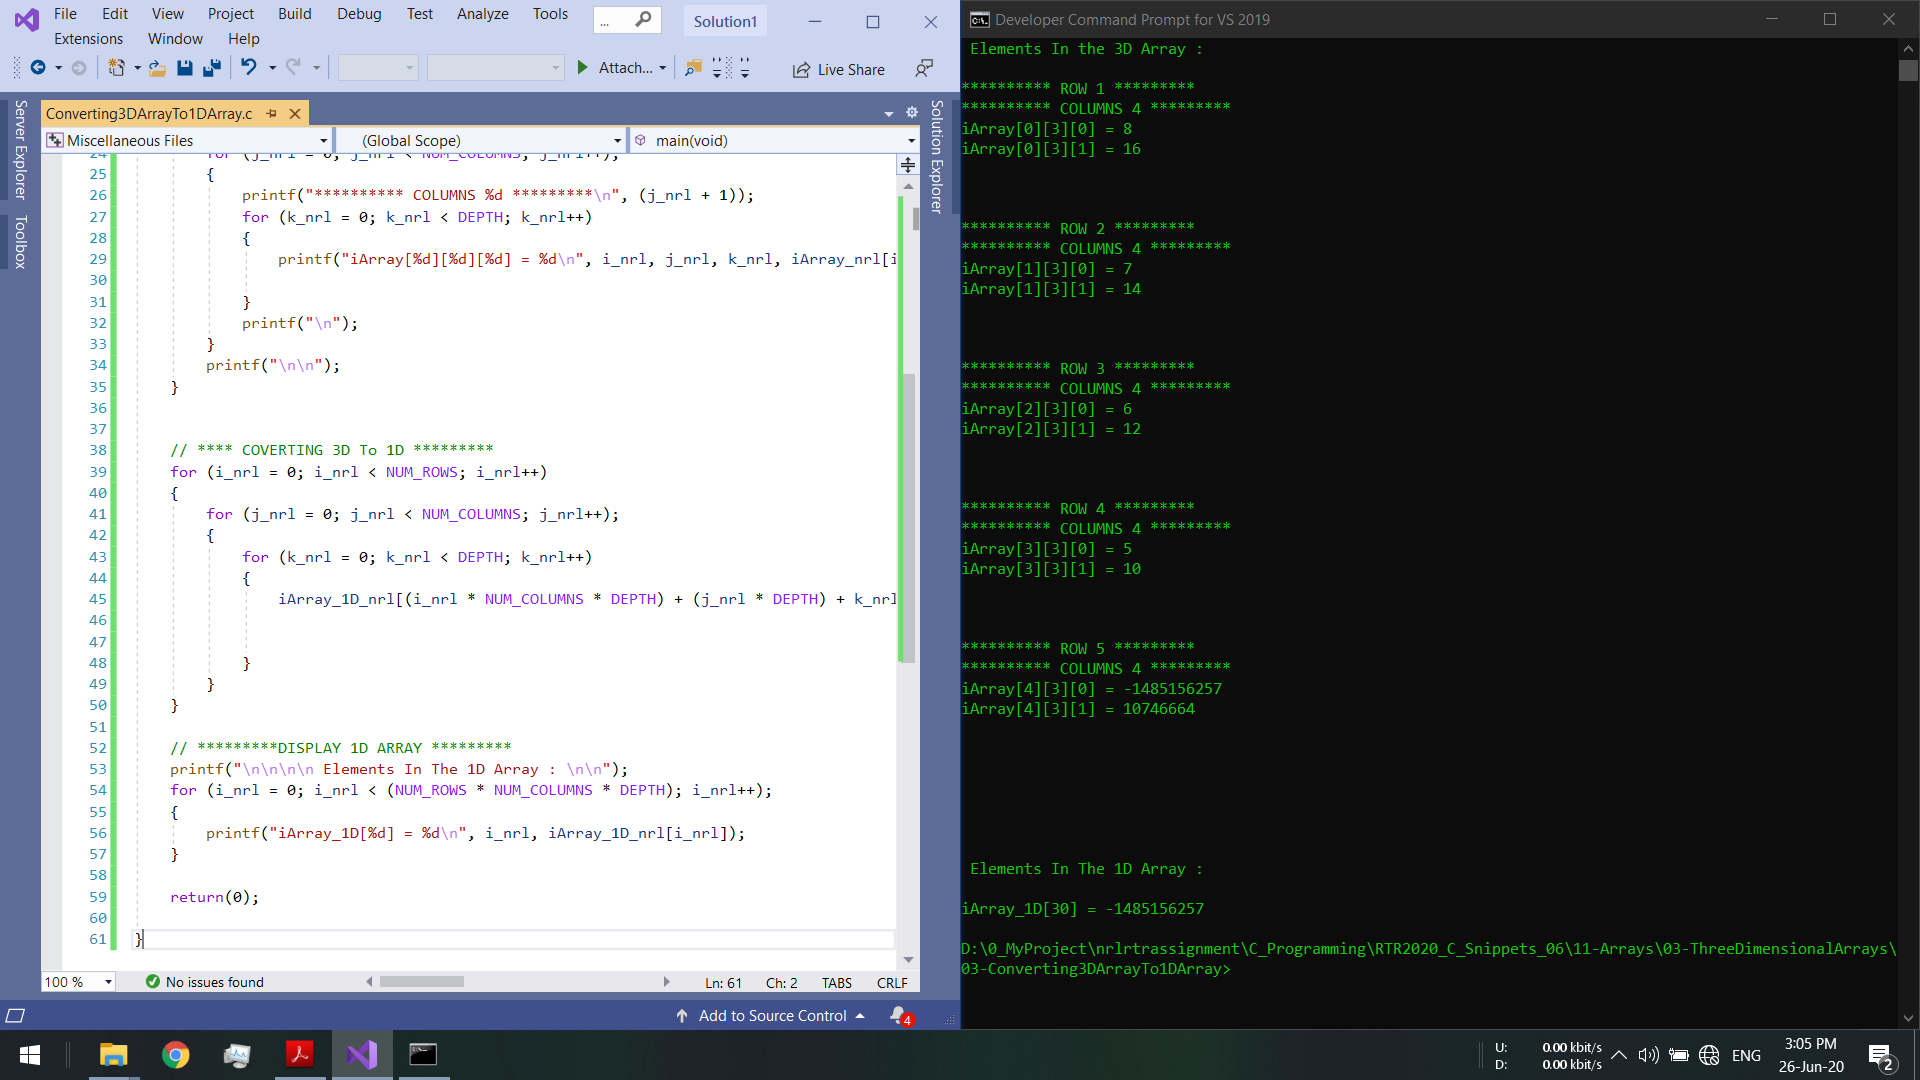 File Edit View Project Build Debug Test Analyze Tools ... Solution1
Extensions Window Help
Attach... Live Share
Server Explorer
Toolbox
Solution Explorer
Converting3DArrayTo1DArray.c
Miscellaneous Files (Global Scope) main(void)
24 for (j_nrl = 0; j_nrl < NUM_COLUMNS; j_nrl++);
25 {
26 printf("********** COLUMNS %d *********\n", (j_nrl + 1));
27 for (k_nrl = 0; k_nrl < DEPTH; k_nrl++)
28 {
29 printf("iArray[%d][%d][%d] = %d\n", i_nrl, j_nrl, k_nrl, iArray_nrl[i
30
31 }
32 printf("\n");
33 }
34 printf("\n\n");
35 }
36
37
38 // **** COVERTING 3D To 1D *********
39 for (i_nrl = 0; i_nrl < NUM_ROWS; i_nrl++)
40 {
41 for (j_nrl = 0; j_nrl < NUM_COLUMNS; j_nrl++);
42 {
43 for (k_nrl = 0; k_nrl < DEPTH; k_nrl++)
44 {
45 iArray_1D_nrl[(i_nrl * NUM_COLUMNS * DEPTH) + (j_nrl * DEPTH) + k_nrl
46
47
48 }
49 }
50 }
51
52 // *********DISPLAY 1D ARRAY *********
53 printf("\n\n\n\n Elements In The 1D Array : \n\n");
54 for (i_nrl = 0; i_nrl < (NUM_ROWS * NUM_COLUMNS * DEPTH); i_nrl++);
55 {
56 printf("iArray_1D[%d] = %d\n", i_nrl, iArray_1D_nrl[i_nrl]);
57 }
58
59 return(0);
60
61 }
100 % No issues found Ln: 61 Ch: 2 TABS CRLF
Add to Source Control 4
Developer Command Prompt for VS 2019
Elements In the 3D Array :
********** ROW 1 *********
********** COLUMNS 4 *********
iArray[0][3][0] = 8
iArray[0][3][1] = 16
********** ROW 2 *********
********** COLUMNS 4 *********
iArray[1][3][0] = 7
iArray[1][3][1] = 14
********** ROW 3 *********
********** COLUMNS 4 *********
iArray[2][3][0] = 6
iArray[2][3][1] = 12
********** ROW 4 *********
********** COLUMNS 4 *********
iArray[3][3][0] = 5
iArray[3][3][1] = 10
********** ROW 5 *********
********** COLUMNS 4 *********
iArray[4][3][0] = -1485156257
iArray[4][3][1] = 10746664
Elements In The 1D Array :
iArray_1D[30] = -1485156257
D:\0_MyProject\nrlrtrassignment\C_Programming\RTR2020_C_Snippets_06\11-Arrays\03-ThreeDimensionalArrays\
03-Converting3DArrayTo1DArray>
U: 0.00 kbit/s
D: 0.00 kbit/s
ENG
3:05 PM
26-Jun-20
2